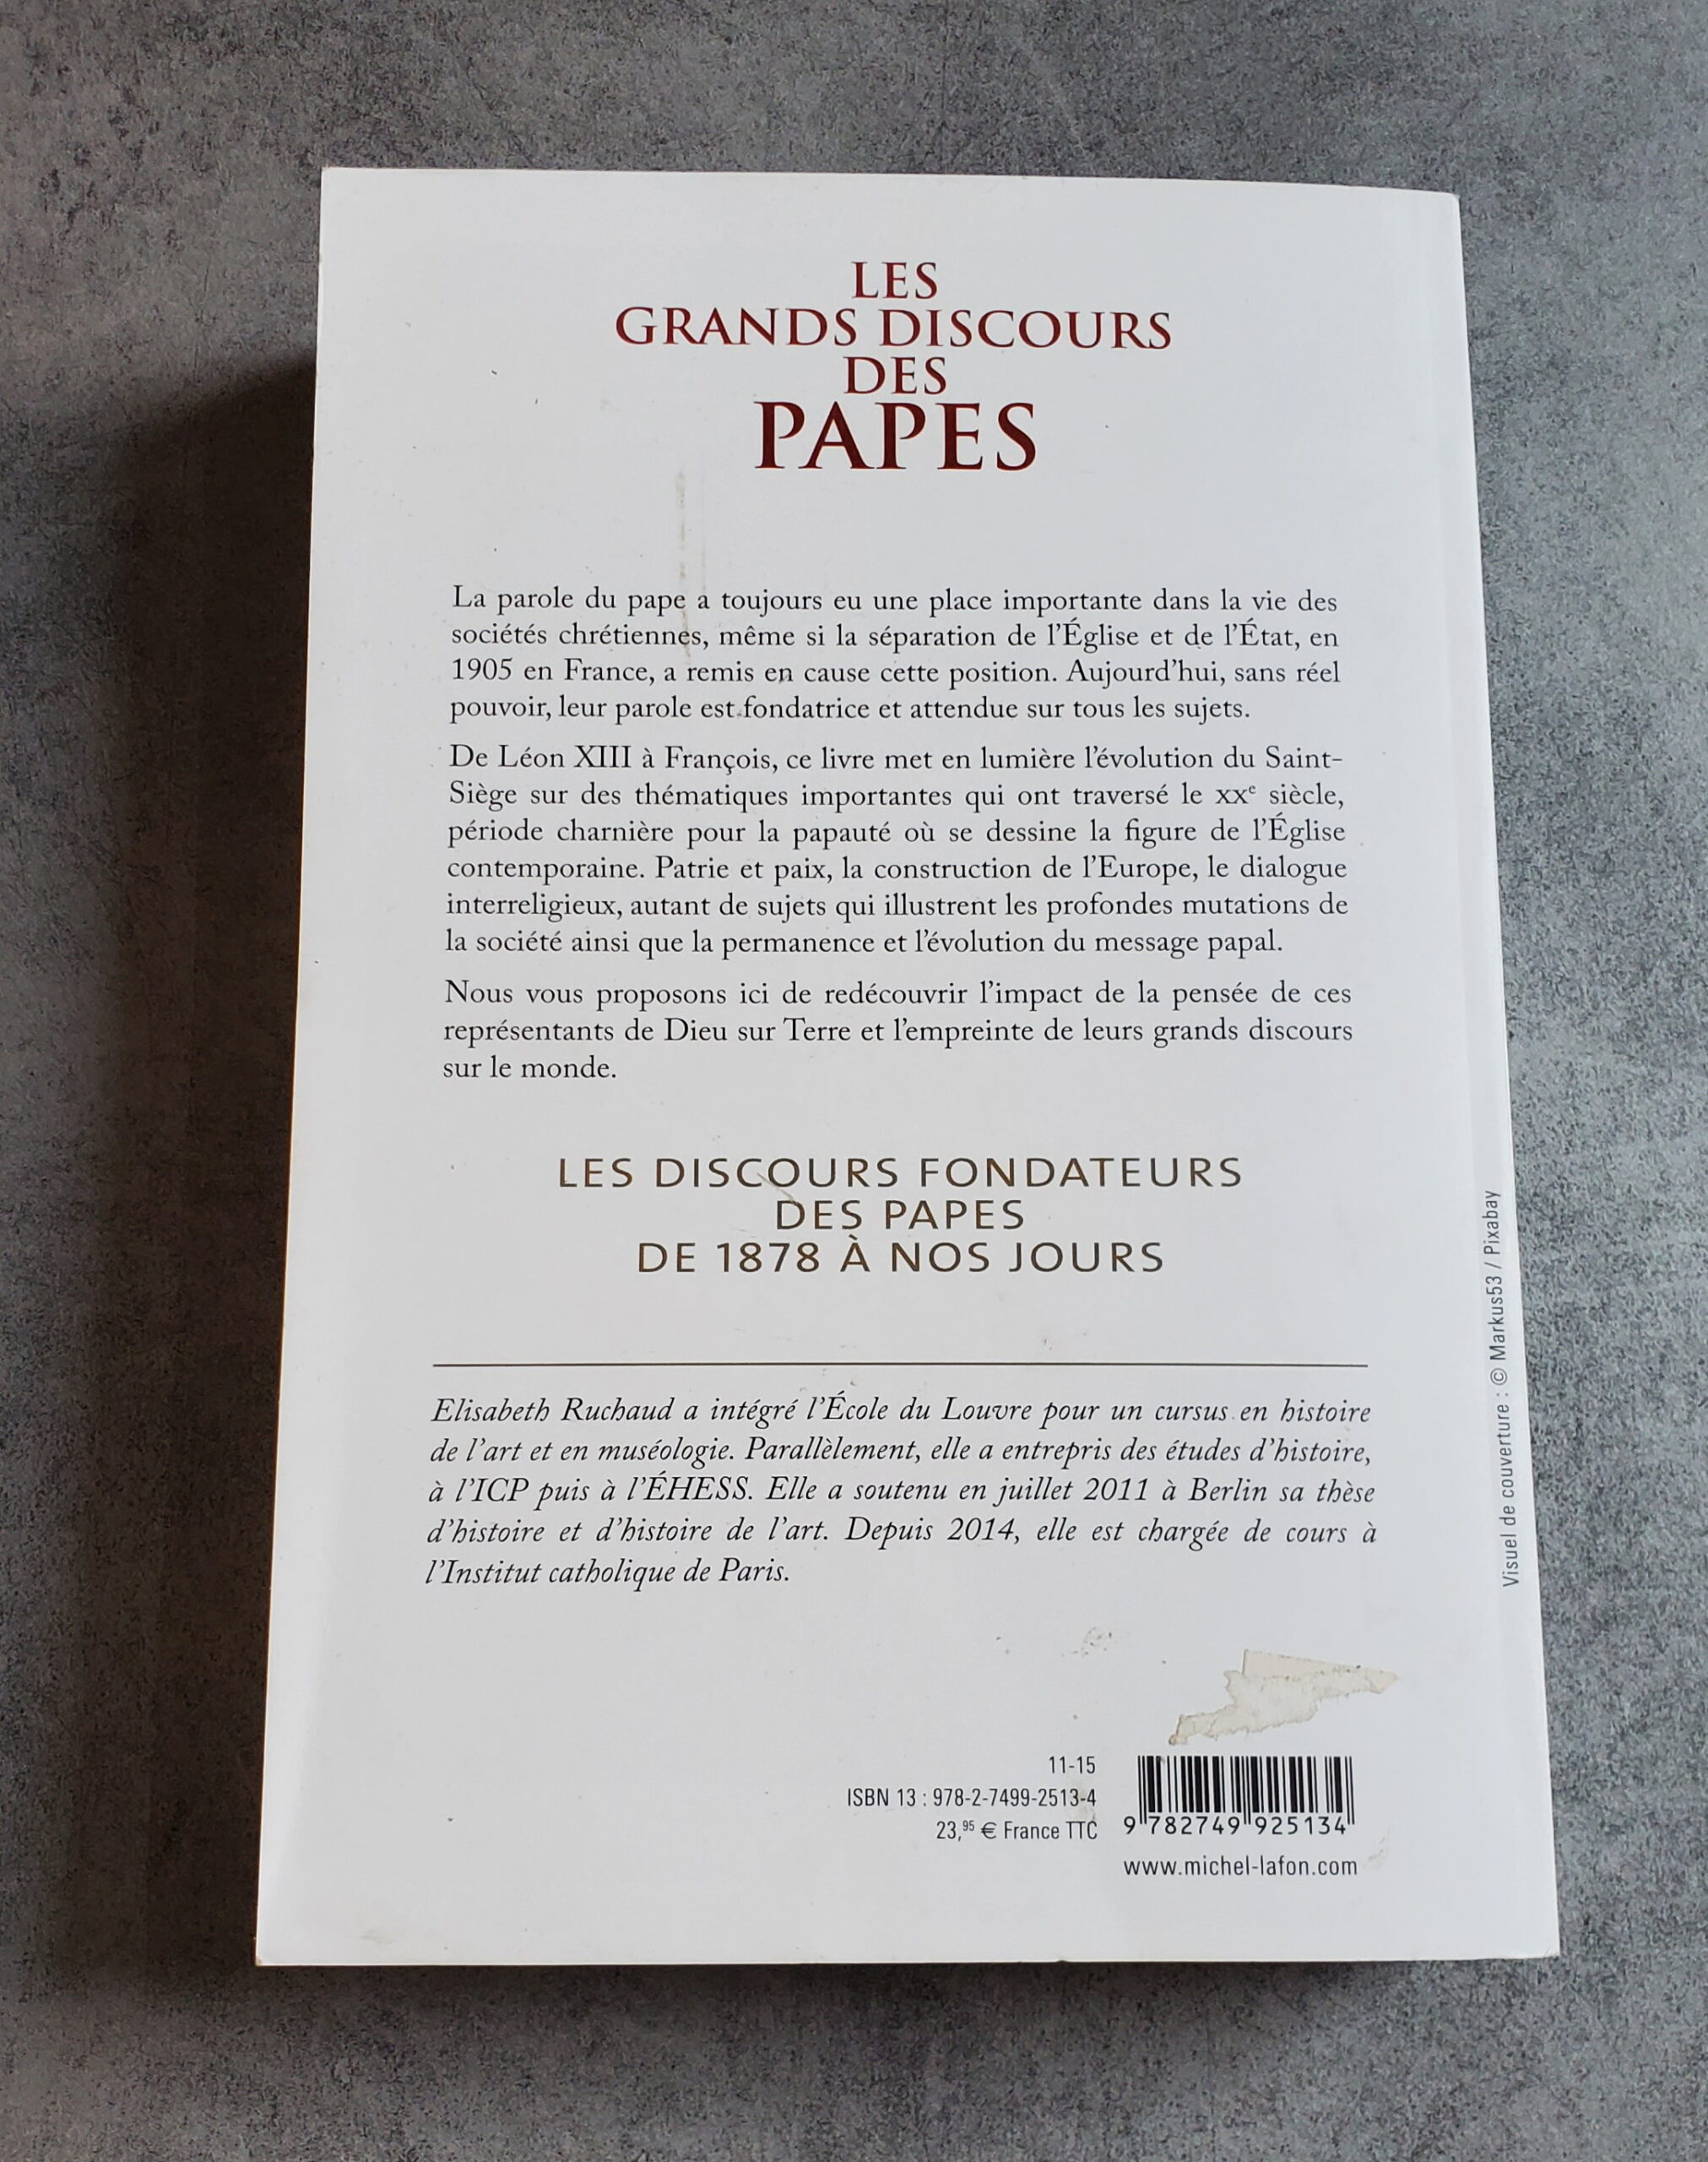 LES
GRANDS DISCOURS
DES
PAPES
La parole du pape a toujours eu une place importante dans la vie des
sociétés chrétiennes, même si la séparation de l'Église et de l'État, en
1905 en France, a remis en cause cette position. Aujourd'hui, sans réel
pouvoir, leur parole est fondatrice et attendue sur tous les sujets.
De Léon XIII à François, ce livre met en lumière l'évolution du Saint-
Siège sur des thématiques importantes qui ont traversé le XXe siècle,
période charnière pour la papauté où se dessine la figure de l'Église
contemporaine. Patrie et paix, la construction de l'Europe, le dialogue
interreligieux, autant de sujets qui illustrent les profondes mutations de
la société ainsi que la permanence et l'évolution du message papal.
Nous vous proposons ici de redécouvrir l'impact de la pensée de ces
représentants de Dieu sur Terre et l'empreinte de leurs grands discours
sur le monde.
LES DISCOURS FONDATEURS
DES PAPES
DE 1878 À NOS JOURS
Elisabeth Ruchaud a intégré l'École du Louvre pour un cursus en histoire
de l'art et en muséologie. Parallèlement, elle a entrepris des études d'histoire,
à l'ICP puis à l'ÉHESS. Elle a soutenu en juillet 2011 à Berlin sa thèse
d'histoire et d'histoire de l'art. Depuis 2014, elle est chargée de cours à
l'Institut catholique de Paris.
11-15
ISBN 13 : 978-2-7499-2513-4
23,95 € France TTC
9 782749 925134
www.michel-lafon.com
Visuel de couverture : © Markus53 / Pixabay